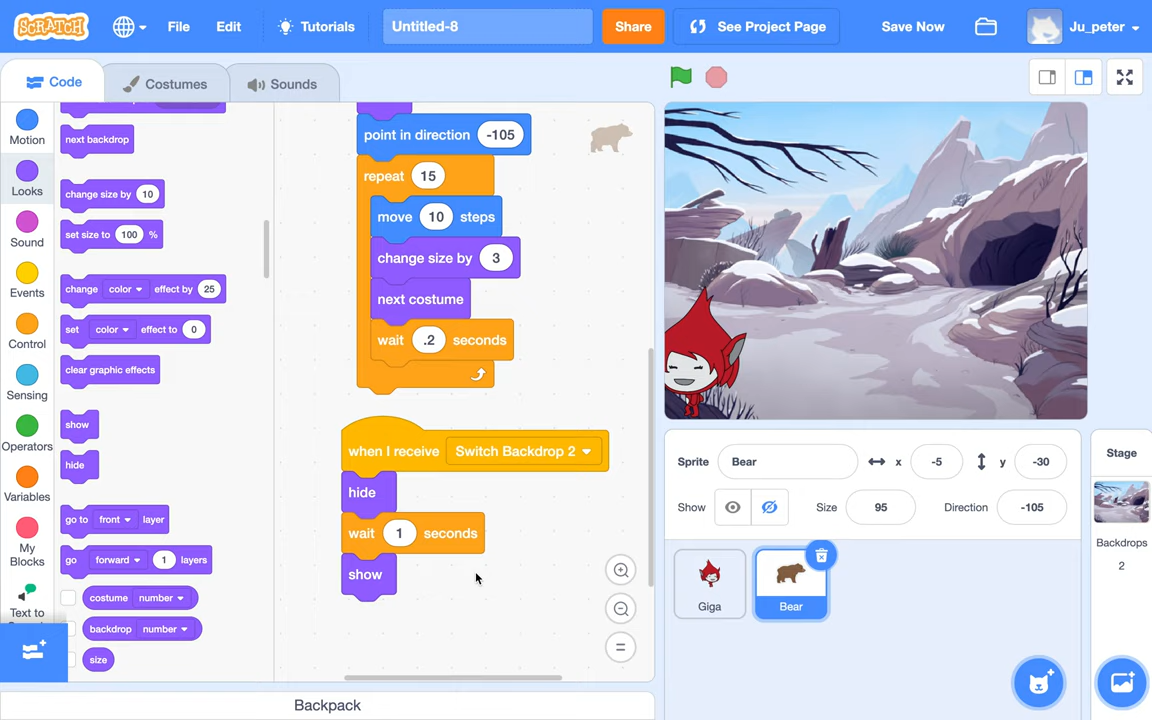 SCRATCH
File
Edit
Tutorials
Untitled-8
Share
See Project Page
Save Now
Ju_peter
Code
Costumes
Sounds
Motion
Looks
Sound
Events
Control
Sensing
Operators
Variables
My
Blocks
Text to
next backdrop
change size by 10
set size to 100 %
change color effect by 25
set color effect to 0
clear graphic effects
show
hide
go to front layer
go forward 1 layers
costume number
backdrop number
size
point in direction -105
repeat 15
move 10 steps
change size by 3
next costume
wait .2 seconds
when I receive Switch Backdrop 2
hide
wait 1 seconds
show
Backpack
Sprite Bear x -5 y -30
Show Size 95 Direction -105
Giga
Bear
Stage
Backdrops
2